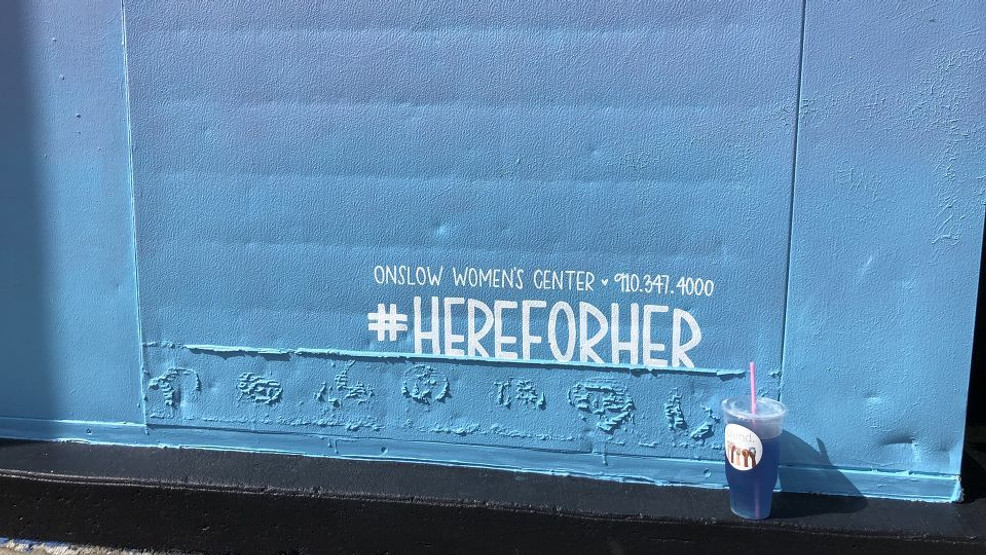 ONSLOW WOMEN'S CENTER ♥ 910.347.4000
#HEREFORHER